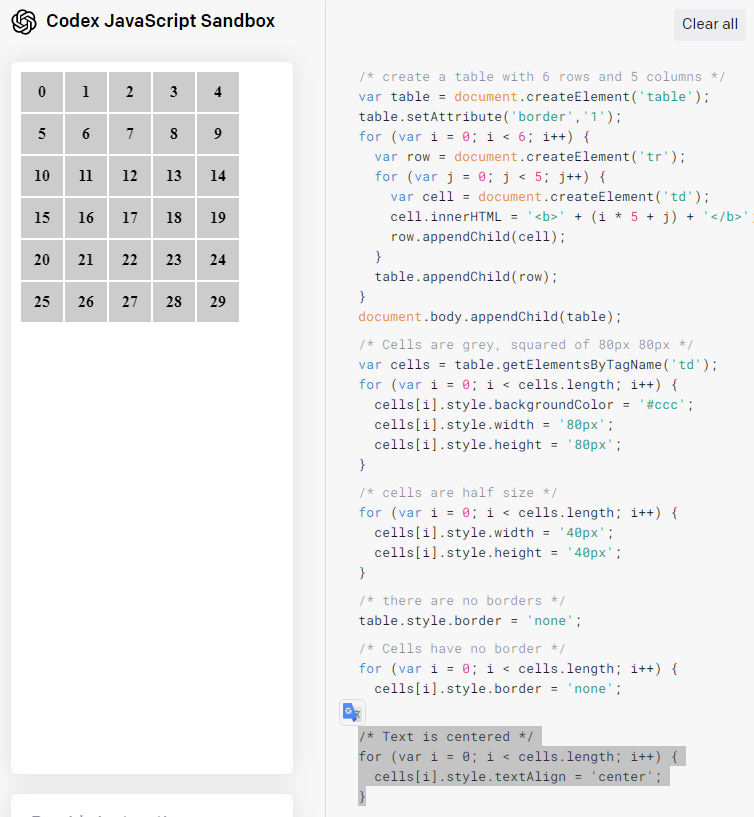 Codex JavaScript Sandbox
Clear all
0 1 2 3 4
5 6 7 8 9
10 11 12 13 14
15 16 17 18 19
20 21 22 23 24
25 26 27 28 29
/* create a table with 6 rows and 5 columns */
var table = document.createElement('table');
table.setAttribute('border','1');
for (var i = 0; i < 6; i++) {
  var row = document.createElement('tr');
  for (var j = 0; j < 5; j++) {
    var cell = document.createElement('td');
    cell.innerHTML = '<b>' + (i * 5 + j) + '</b>'
    row.appendChild(cell);
  }
  table.appendChild(row);
}
document.body.appendChild(table);
/* Cells are grey, squared of 80px 80px */
var cells = table.getElementsByTagName('td');
for (var i = 0; i < cells.length; i++) {
  cells[i].style.backgroundColor = '#ccc';
  cells[i].style.width = '80px';
  cells[i].style.height = '80px';
}
/* cells are half size */
for (var i = 0; i < cells.length; i++) {
  cells[i].style.width = '40px';
  cells[i].style.height = '40px';
}
/* there are no borders */
table.style.border = 'none';
/* Cells have no border */
for (var i = 0; i < cells.length; i++) {
  cells[i].style.border = 'none';
/* Text is centered */
for (var i = 0; i < cells.length; i++) {
  cells[i].style.textAlign = 'center';
}